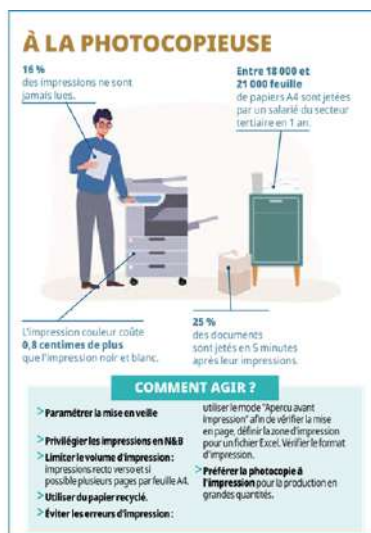 À LA PHOTOCOPIEUSE
16 %
des impressions ne sont
jamais lues.
Entre 18 000 et
21 000 feuille
de papiers A4 sont jetées
par un salarié du secteur
tertiaire en 1 an.
L'impression couleur coûte
0,8 centimes de plus
que l'impression noir et blanc.
25 %
des documents
sont jetés en 5 minutes
après leur impressions.
COMMENT AGIR ?
> Paramétrer la mise en veille
> Privilégier les impressions en N&B
> Limiter le volume d'impression :
impressions recto verso et si
possible plusieurs pages par feuille A4.
> Utiliser du papier recyclé.
> Éviter les erreurs d'impression :
utiliser le mode "Apercu avant
impression" afin de vérifier la mise
en page, définir la zone d'impression
pour un fichier Excel. Vérifier le format
d'impression.
> Préférer la photocopie à
l'impression pour la production en
grandes quantités.